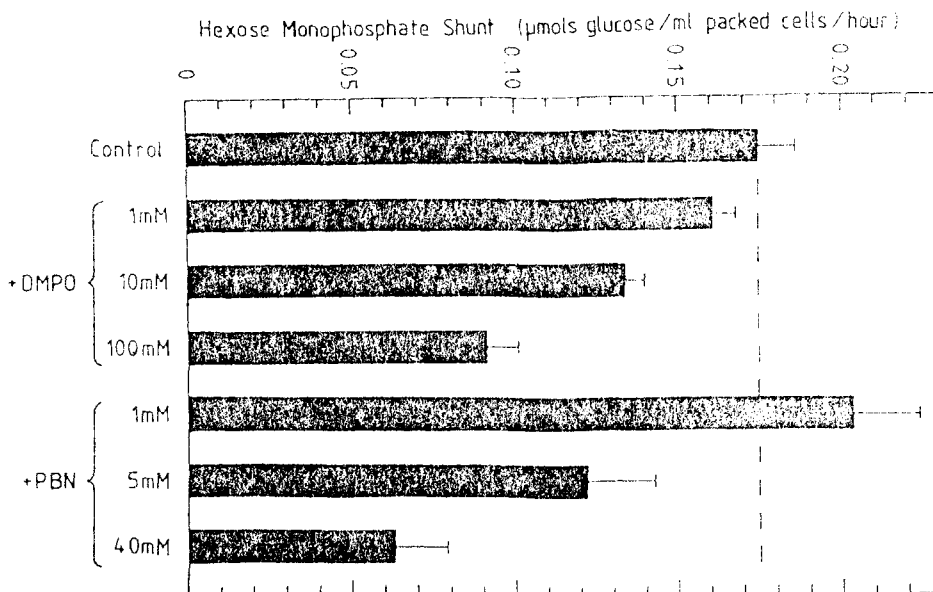 Hexose Monophosphate Shunt (μmols glucose/ml packed cells/hour)
0 0.05 0.10 0.15 0.20
Control
1mM
+DMPO 10mM
100mM
1mM
+PBN 5mM
40mM